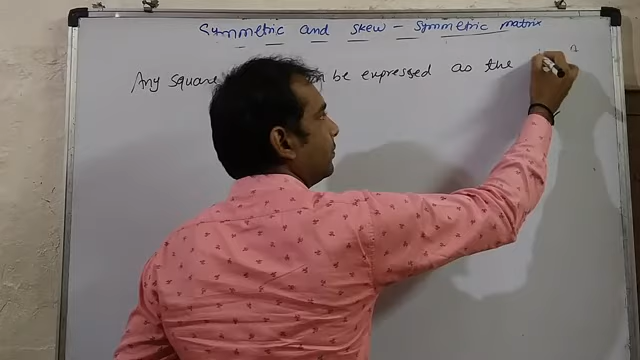 Symmetric and skew - Symmetric matrix
Any square be expressed as the